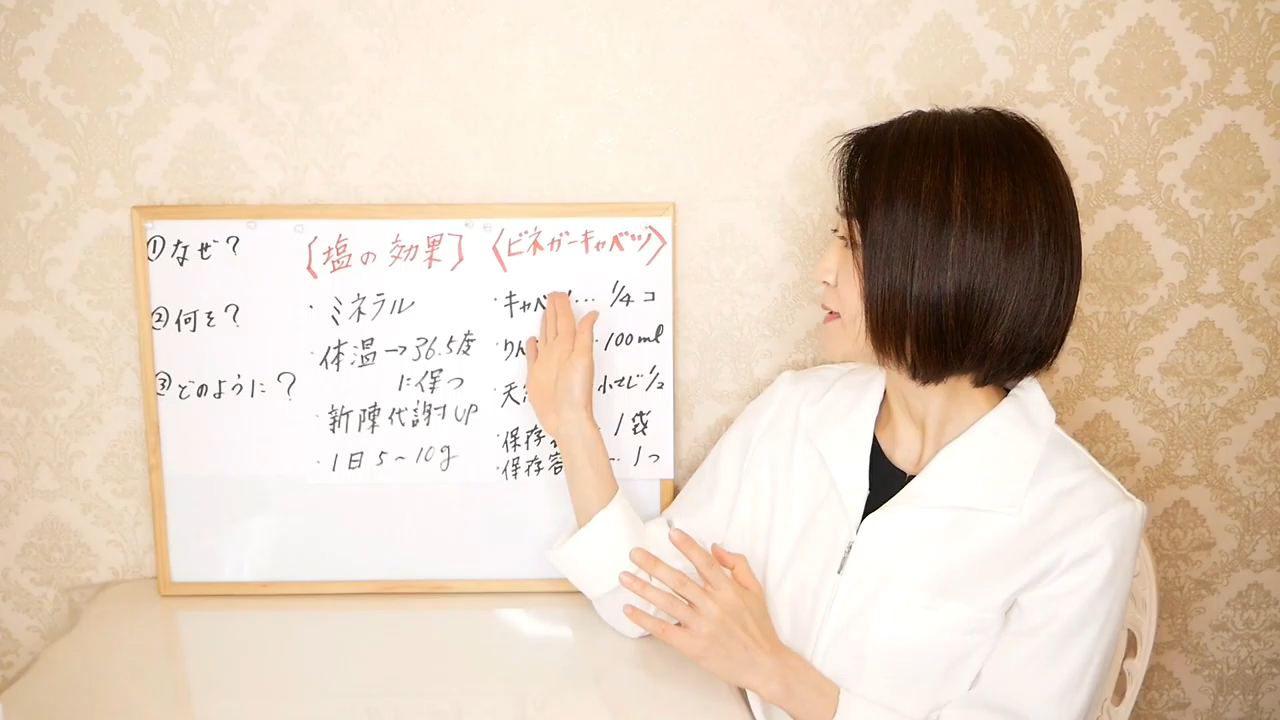 ①なぜ?
②何を?
③どのように?
[塩の効果]
・ミネラル
・体温→36.5度
に保つ
・新陳代謝UP
・1日5~10g
〈ビネガーキャベツ〉
・キャベ … 1/4コ
・りん 100ml
・天 小さじ1/2
・保存 1袋
・保存容 … 1つ